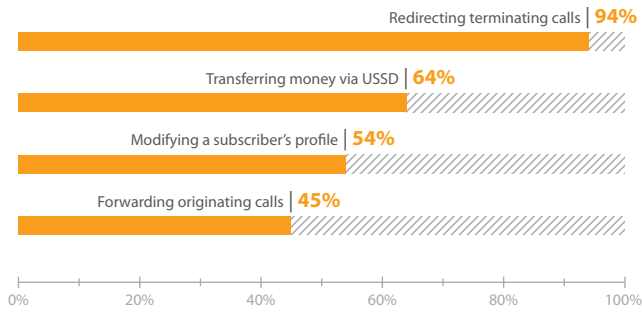 Redirecting terminating calls | 94%
Transferring money via USSD | 64%
Modifying a subscriber's profile | 54%
Forwarding originating calls | 45%
0% 20% 40% 60% 80% 100%